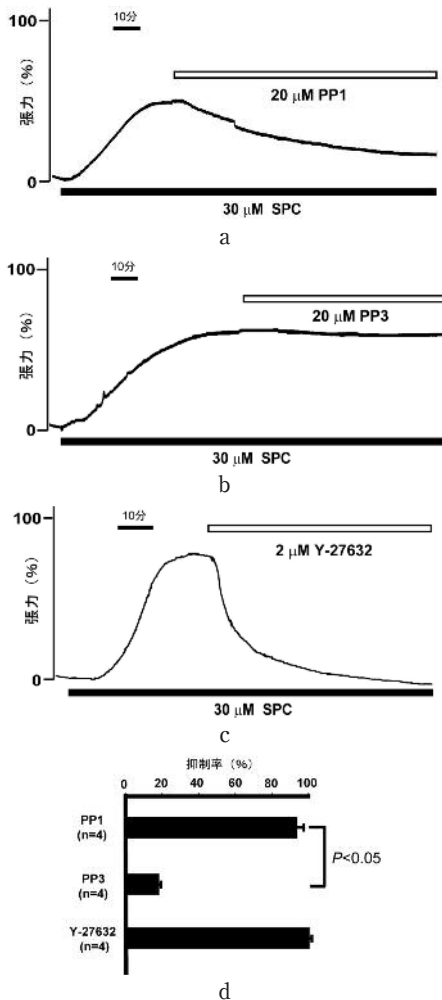 100
10分
20 μM PP1
張力 (%)
0
30 μM SPC
a
100
10分
20 μM PP3
張力 (%)
0
30 μM SPC
b
100
10分
2 μM Y-27632
張力 (%)
0
30 μM SPC
c
抑制率 (%)
0 20 40 60 80 100
PP1
(n=4)
P<0.05
PP3
(n=4)
Y-27632
(n=4)
d